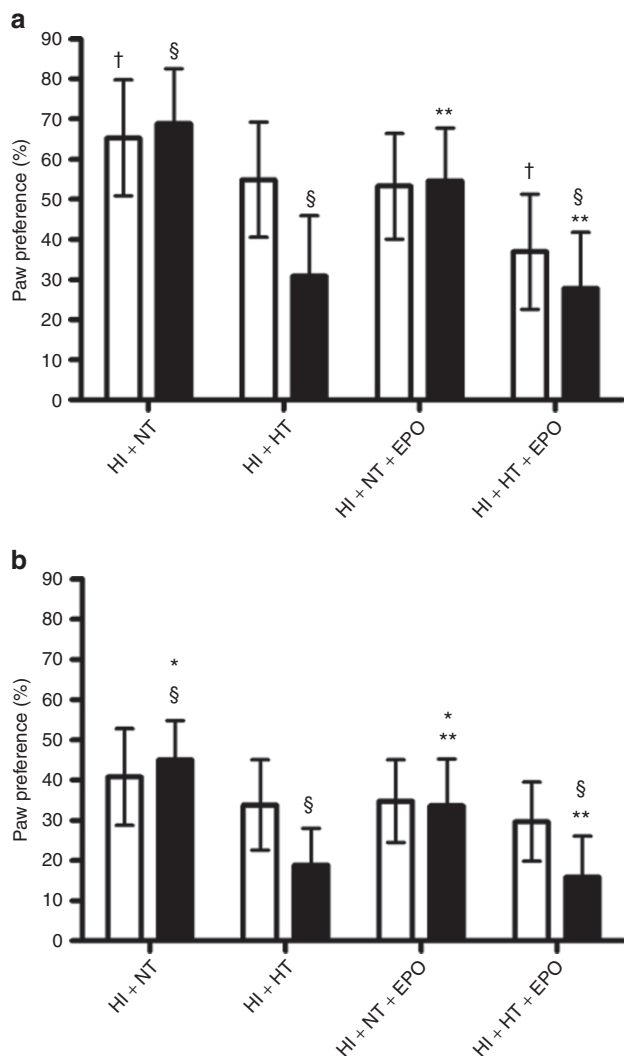 a
Paw preference (%)
90
80
70
60
50
40
30
20
10
0
† § § ** † §
**
HI + NT
HI + HT
HI + NT + EPO
HI + HT + EPO
b
Paw preference (%)
90
80
70
60
50
40
30
20
10
0
* *
§ § ** §
**
HI + NT
HI + HT
HI + NT + EPO
HI + HT + EPO